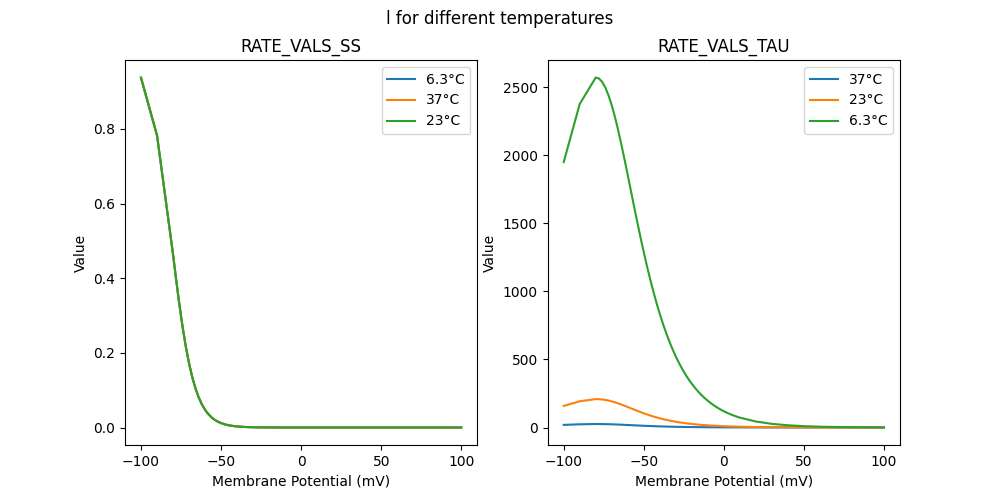 l for different temperatures
RATE_VALS_SS
RATE_VALS_TAU
6.3°C
37°C
23°C
37°C
23°C
6.3°C
Value
0.8
0.6
0.4
0.2
0.0
−100
−50
0
50
100
Membrane Potential (mV)
Value
2500
2000
1500
1000
500
0
−100
−50
0
50
100
Membrane Potential (mV)